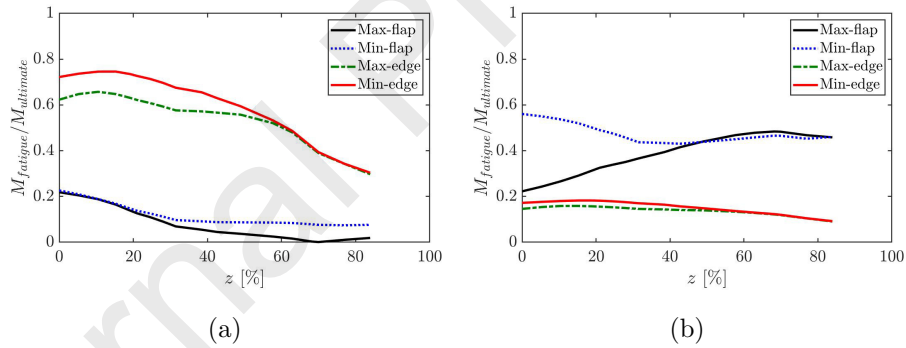 1
0.8
0.6
0.4
0.2
0
0 20 40 60 80 100
z [%]
M_fatigue/M_ultimate
Max-flap
Min-flap
Max-edge
Min-edge
(a)
1
0.8
0.6
0.4
0.2
0
0 20 40 60 80 100
z [%]
M_fatigue/M_ultimate
Max-flap
Min-flap
Max-edge
Min-edge
(b)
rnal Pr